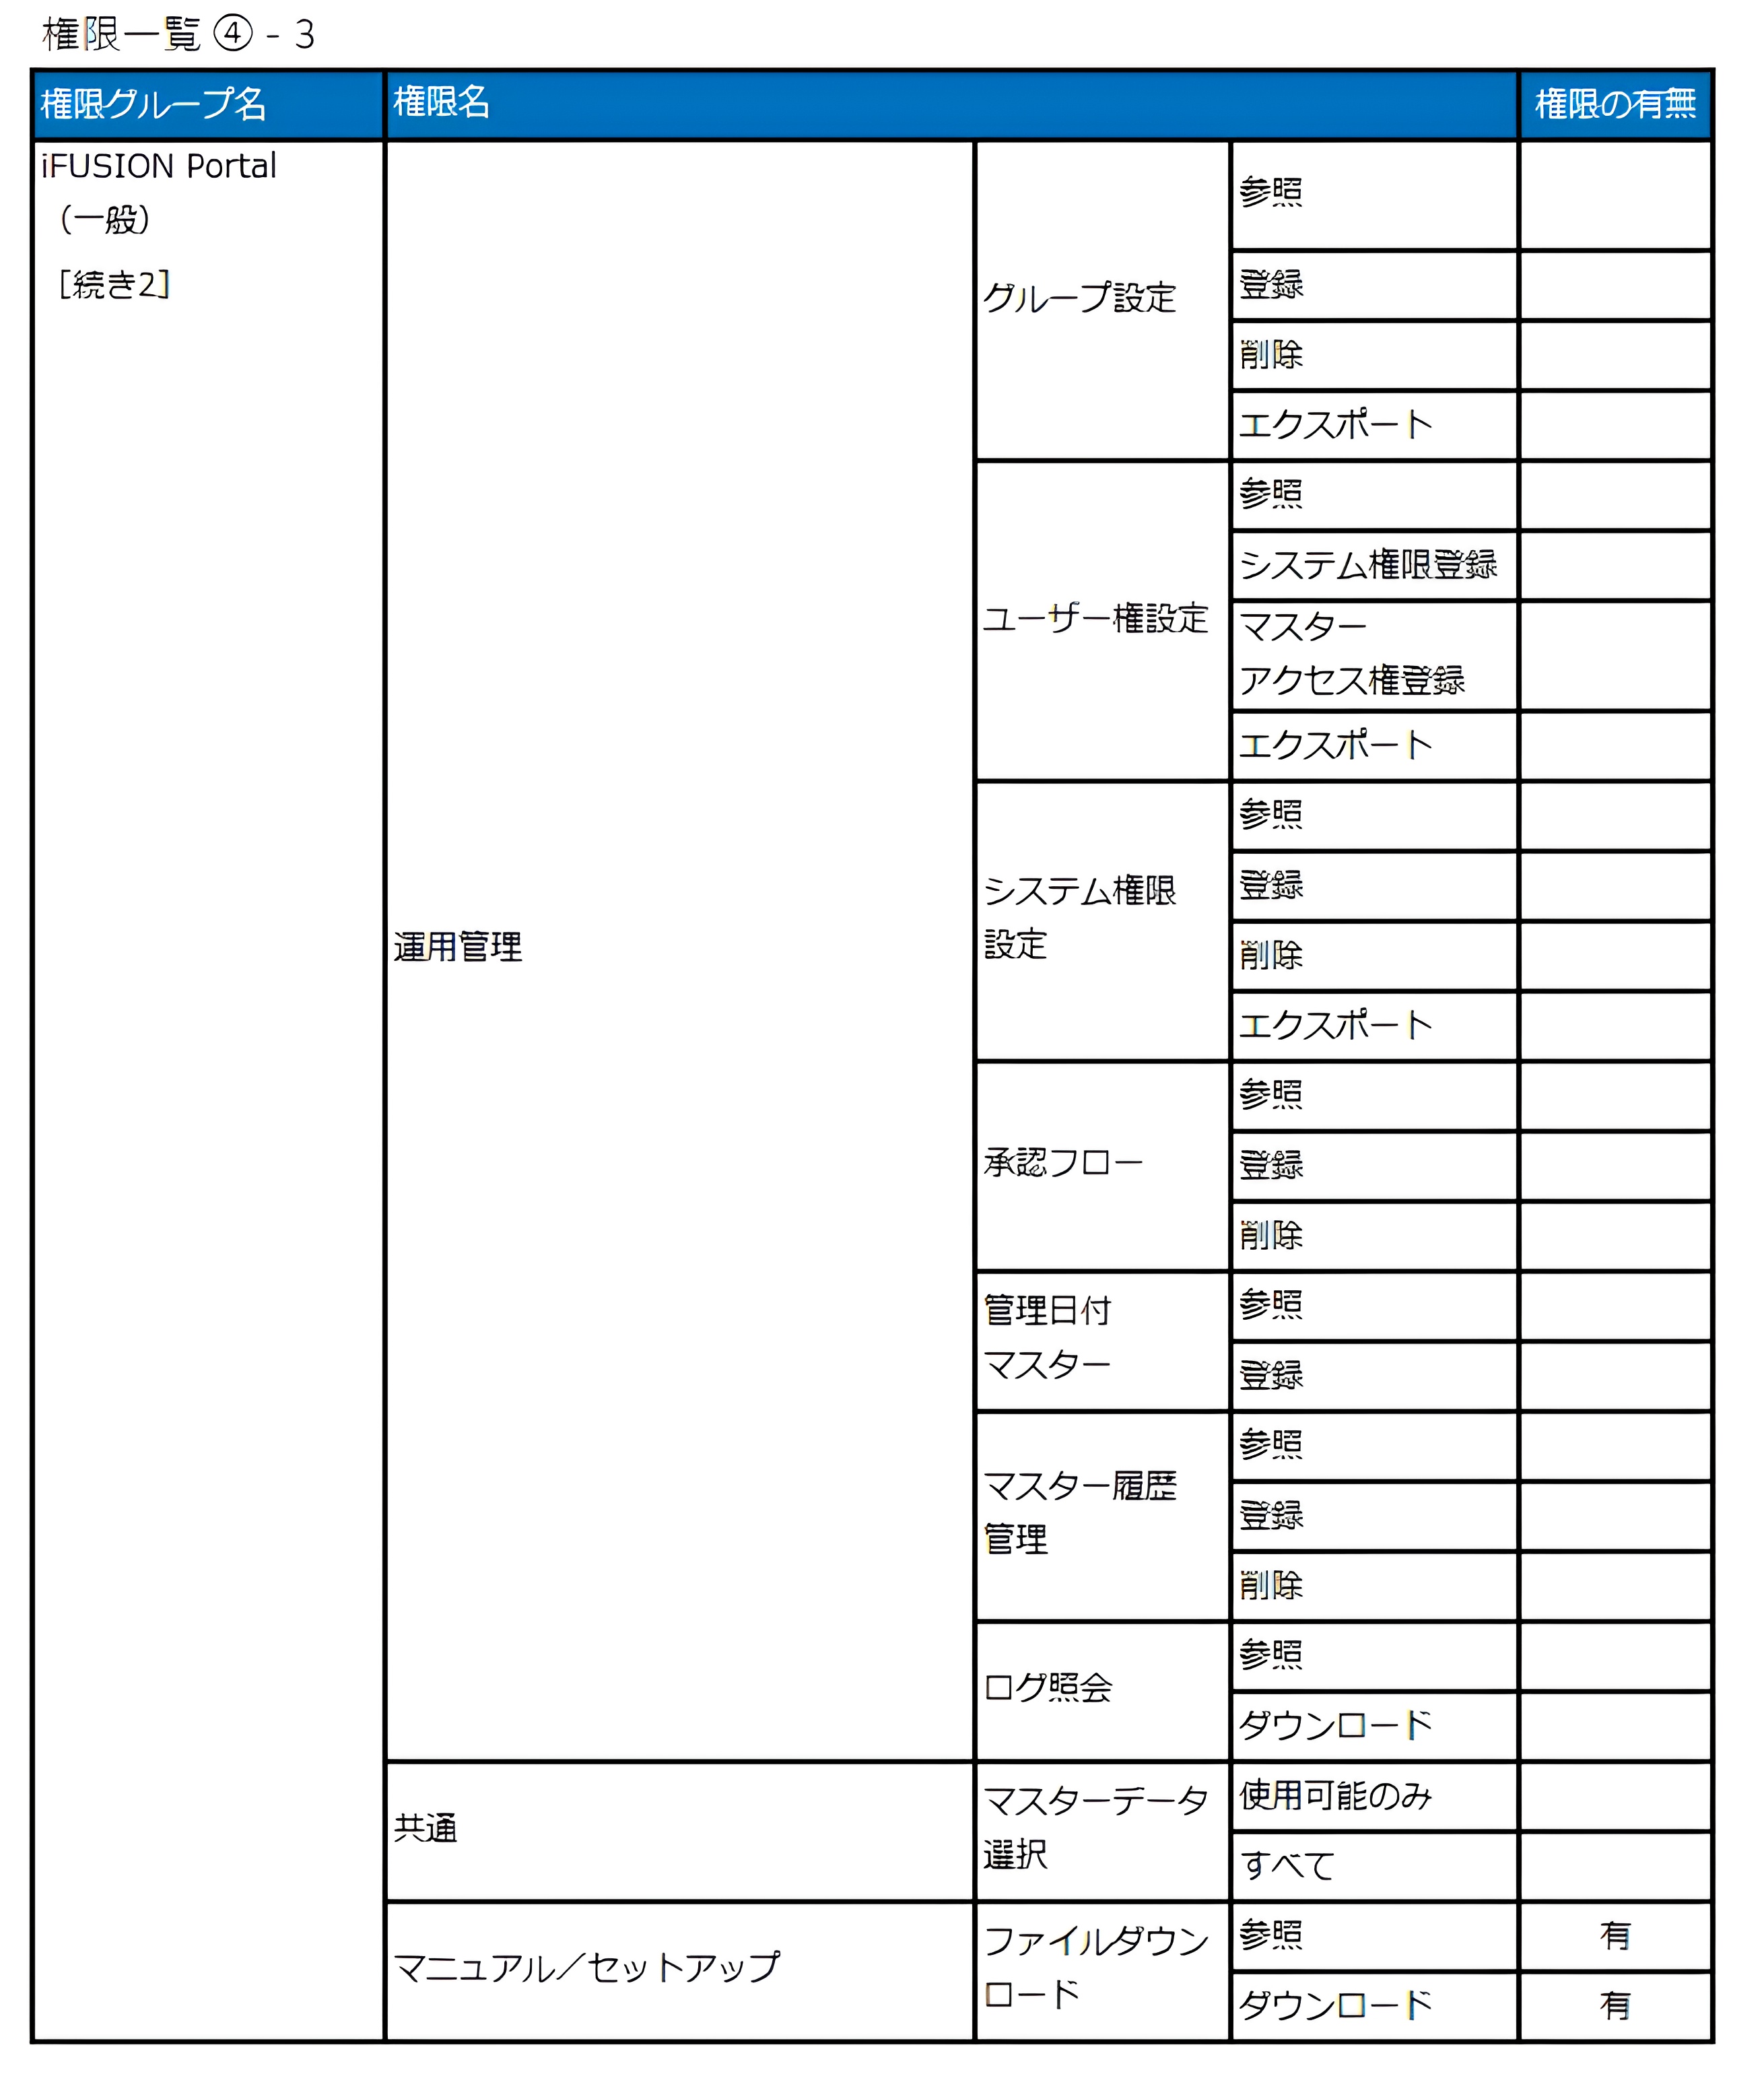 権限一覧 ④ - 3
権限グループ名 権限名 権限の有無
iFUSION Portal
（一般）
［続き2］
運用管理
グループ設定
参照
登録
削除
エクスポート
ユーザー権設定
参照
システム権限登録
マスター
アクセス権登録
エクスポート
システム権限
設定
参照
登録
削除
エクスポート
承認フロー
参照
登録
削除
管理日付
マスター
参照
登録
マスター履歴
管理
参照
登録
削除
ログ照会
参照
ダウンロード
共通
マスターデータ
選択
使用可能のみ
すべて
マニュアル／セットアップ
ファイルダウン
ロード
参照 有
ダウンロード 有